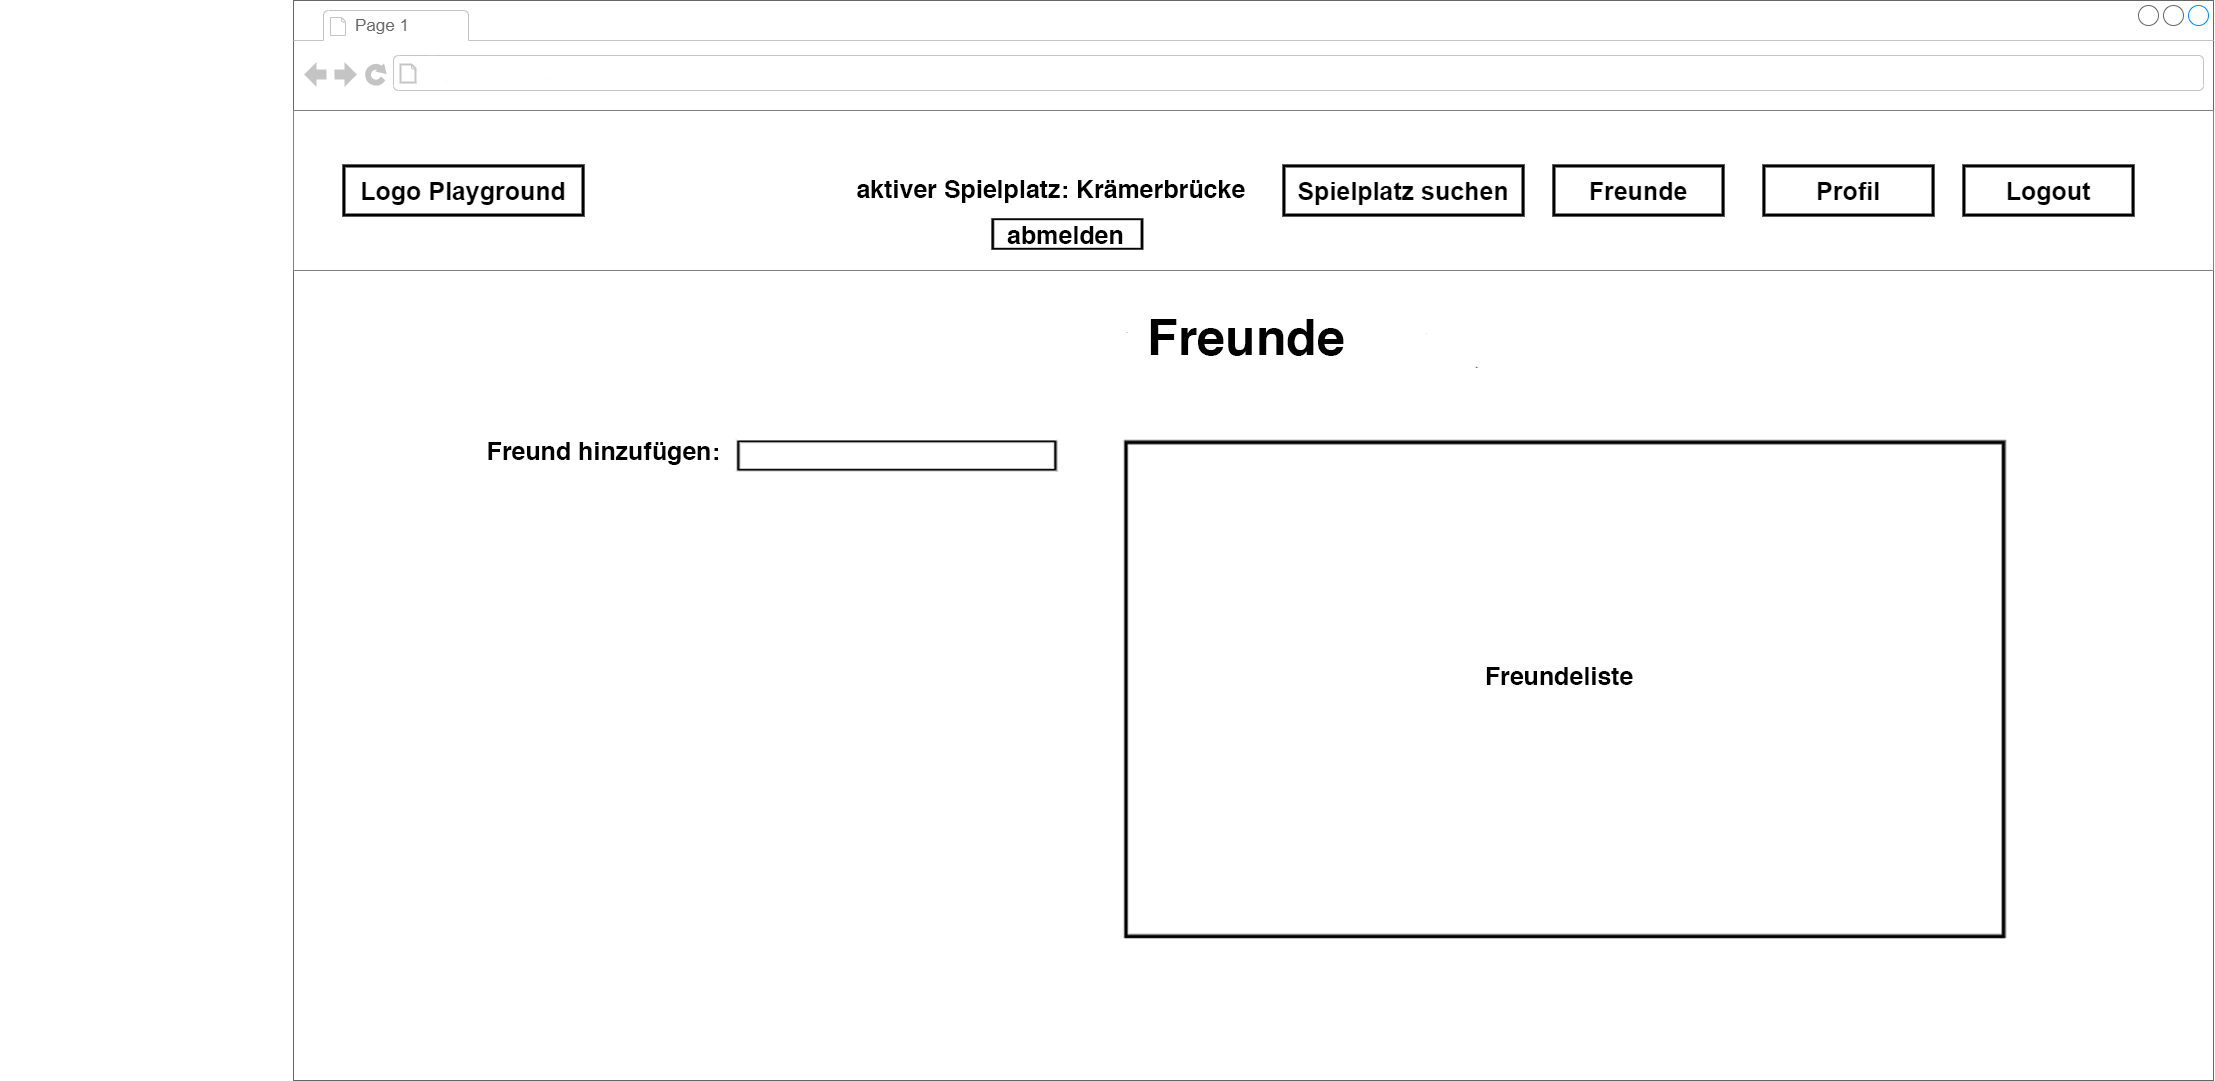 Page 1
Logo Playground
aktiver Spielplatz: Krämerbrücke
abmelden
Spielplatz suchen
Freunde
Profil
Logout
Freunde
Freund hinzufügen:
Freundeliste